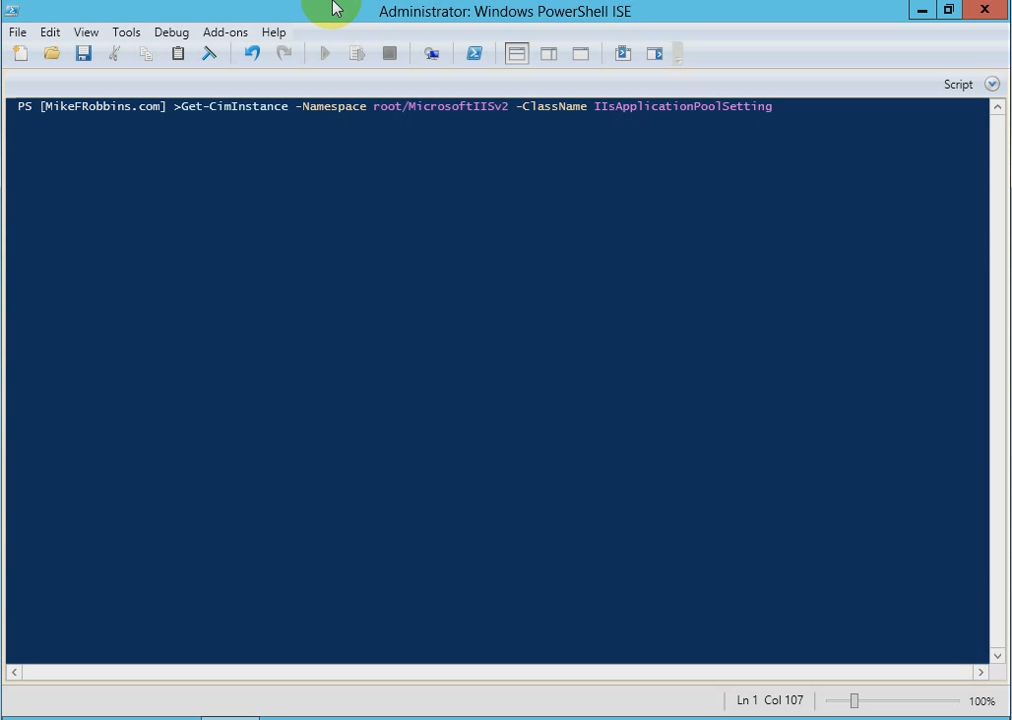 Administrator: Windows PowerShell ISE
File Edit View Tools Debug Add-ons Help
Script
PS [MikeFRobbins.com] >Get-CimInstance -Namespace root/MicrosoftIISv2 -ClassName IIsApplicationPoolSetting
Ln 1 Col 107 100%